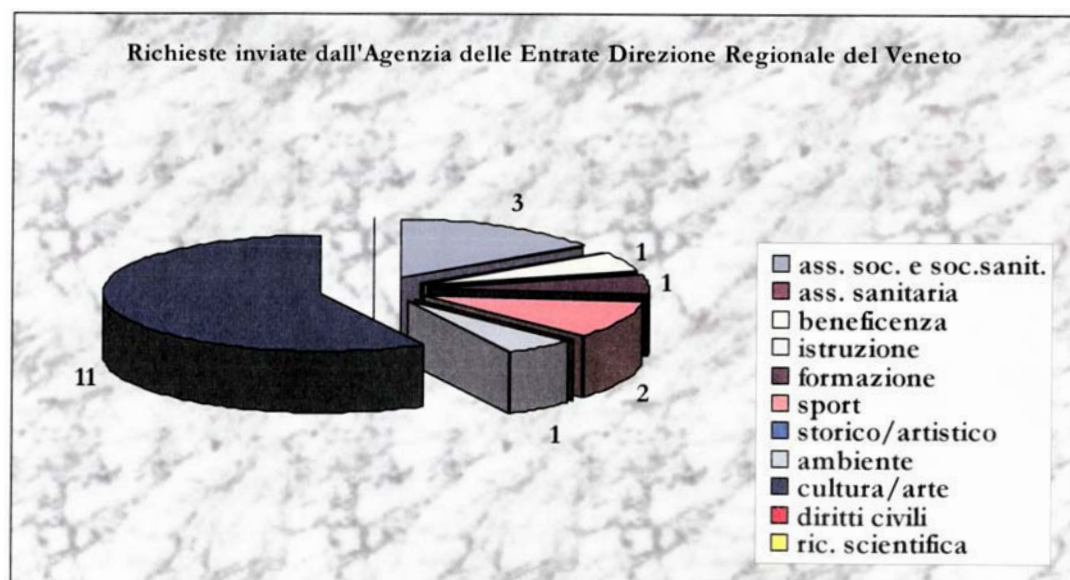 Richieste inviate dall'Agenzia delle Entrate Direzione Regionale del Veneto
3
1
1
2
1
11
ass. soc. e soc.sanit.
ass. sanitaria
beneficenza
istruzione
formazione
sport
storico/artistico
ambiente
cultura/arte
diritti civili
ric. scientifica